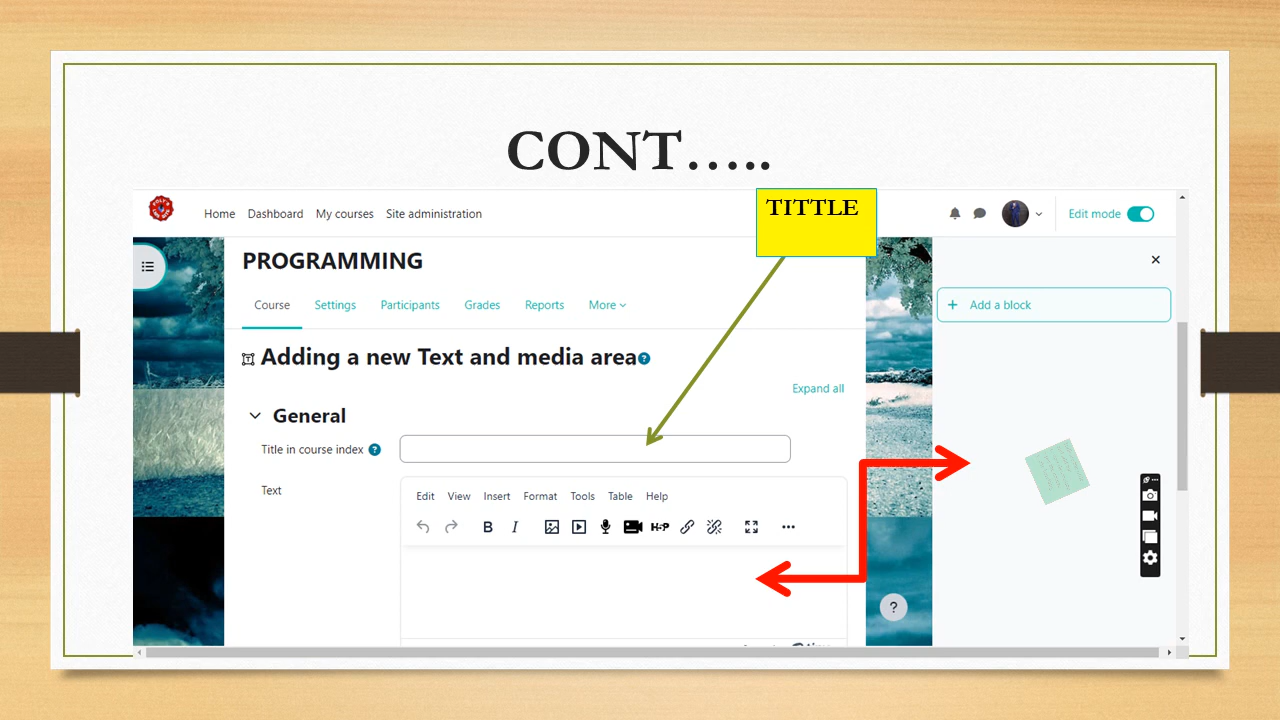 CONT…..
TITTLE
Home Dashboard My courses Site administration
Edit mode
PROGRAMMING
Course Settings Participants Grades Reports More
+ Add a block
Adding a new Text and media area
Expand all
General
Title in course index
Text
Edit View Insert Format Tools Table Help
B I H5P
?